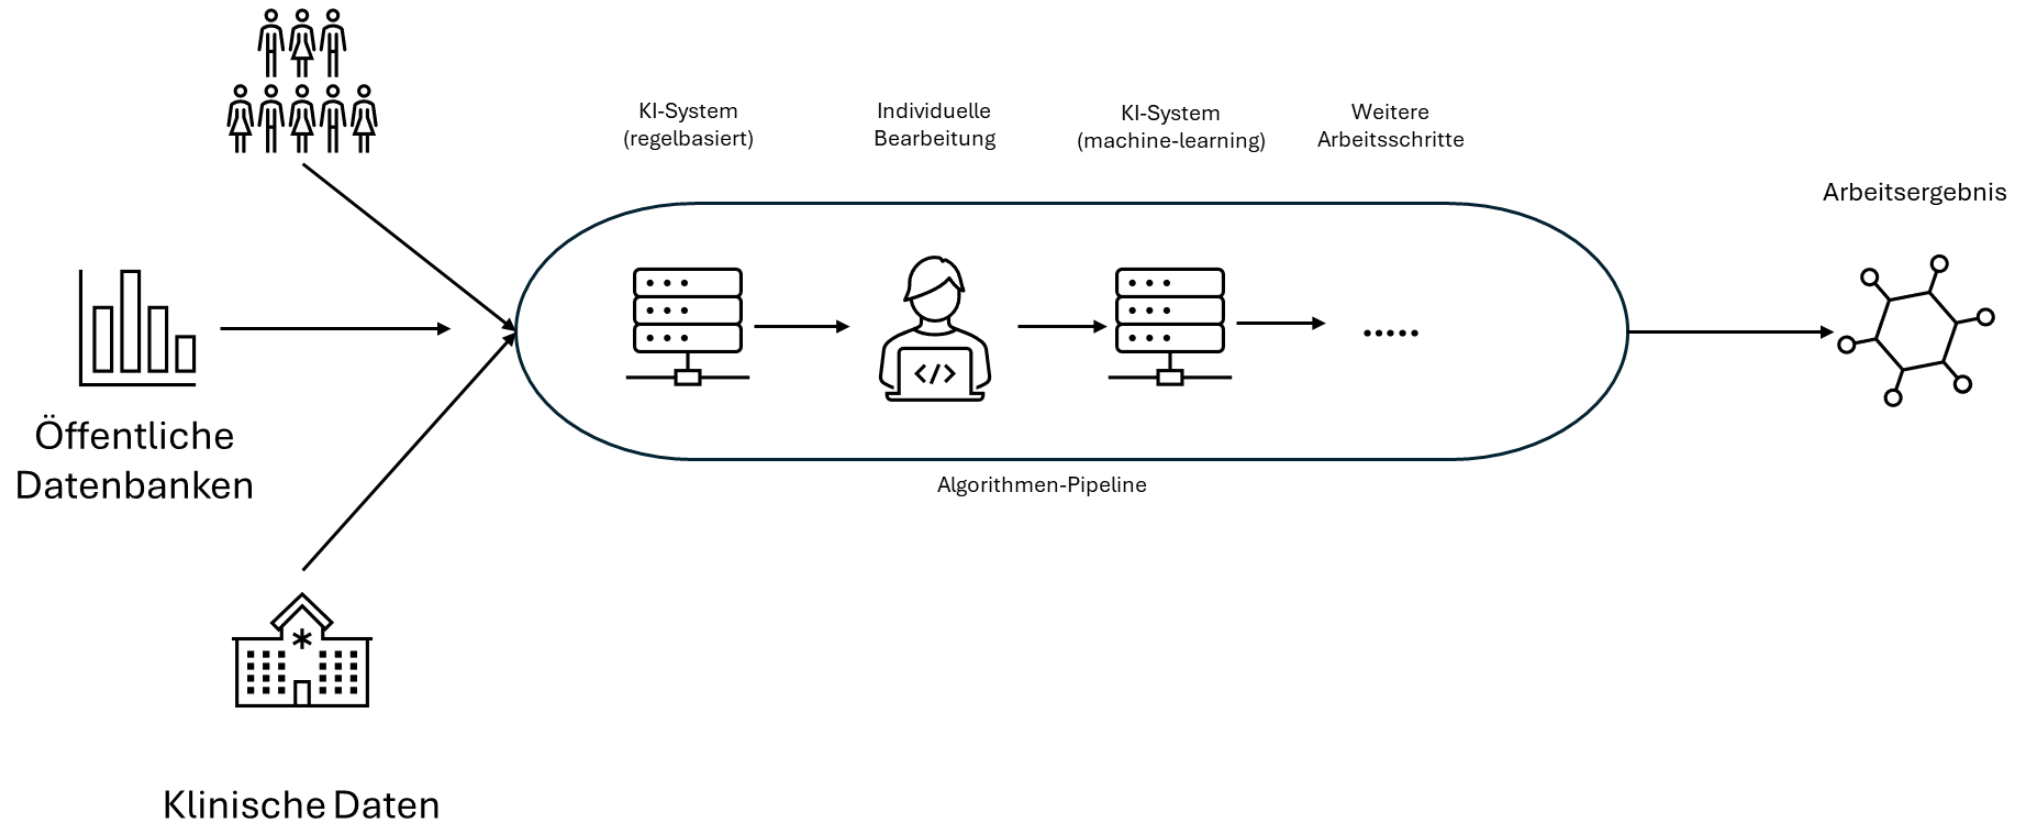 KI-System
(regelbasiert)
Individuelle
Bearbeitung
KI-System
(machine-learning)
Weitere
Arbeitsschritte
Arbeitsergebnis
</>
Öffentliche
Datenbanken
Algorithmen-Pipeline
Klinische Daten